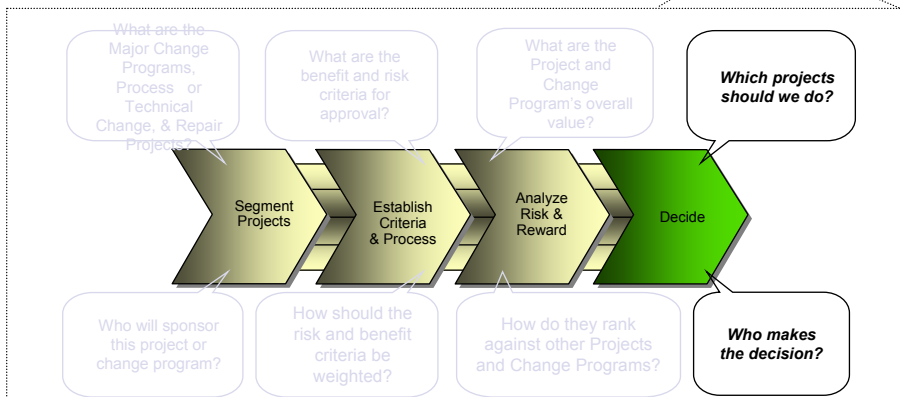 What are the
Major Change
Programs,
Process or
Technical
Change, & Repair
Projects?
What are the
benefit and risk
criteria for
approval?
What are the
Project and
Change
Program's overall
value?
Which projects
should we do?
Segment
Projects
Establish
Criteria
& Process
Analyze
Risk &
Reward
Decide
Who will sponsor
this project or
change program?
How should the
risk and benefit
criteria be
weighted?
How do they rank
against other Projects
and Change Programs?
Who makes
the decision?